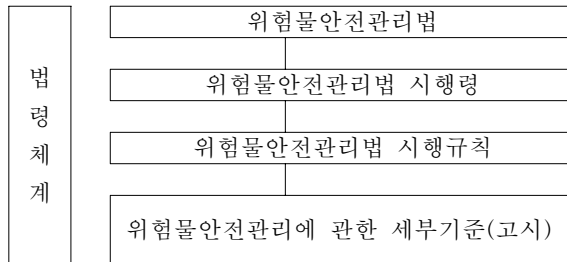 법
령
체
계
위험물안전관리법
위험물안전관리법 시행령
위험물안전관리법 시행규칙
위험물안전관리에 관한 세부기준(고시)